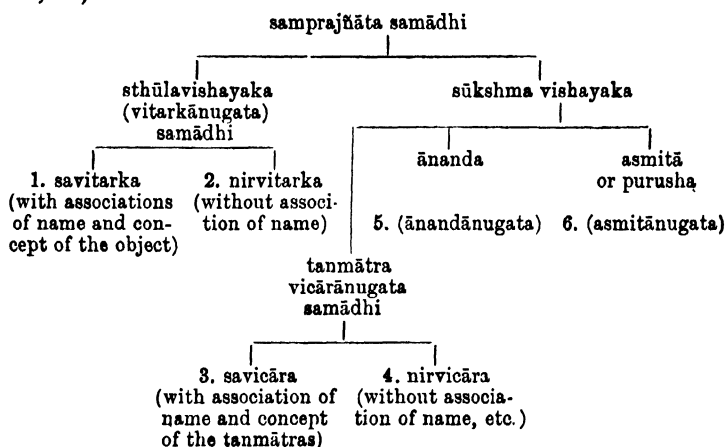 samprajñāta samādhi
sthūlavishayaka
(vitarkānugata)
samādhi
sūkshma vishayaka
1. savitarka
(with associations
of name and con-
cept of the object)
2. nirvitarka
(without associ-
tion of name)
ānanda
5. (ānandānugata)
asmitā
or purusha
6. (asmitānugata)
tanmātra
vicārānugata
samādhi
3. savicāra
(with association of
name and concept
of the tanmātras)
4. nirvicāra
(without associa-
tion of name, etc.)